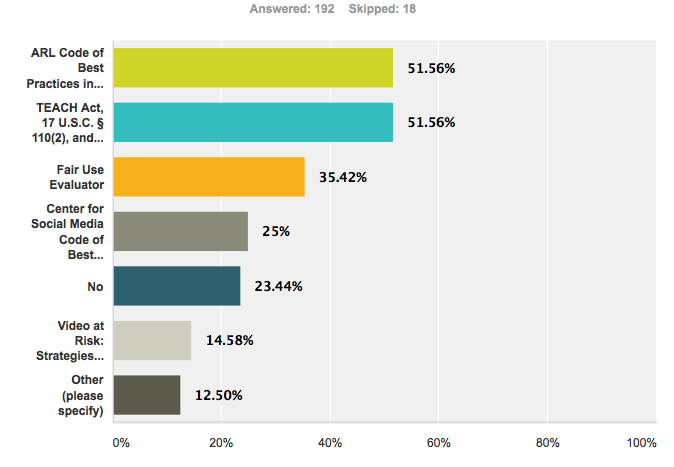 Answered: 192 Skipped: 18
ARL Code of
Best
Practices in...
51.56%
TEACH Act,
17 U.S.C. §
110(2), and...
51.56%
Fair Use
Evaluator
35.42%
Center for
Social Media
Code of
Best...
25%
No
23.44%
Video at
Risk:
Strategies...
14.58%
Other
(please
specify)
12.50%
0% 20% 40% 60% 80% 100%